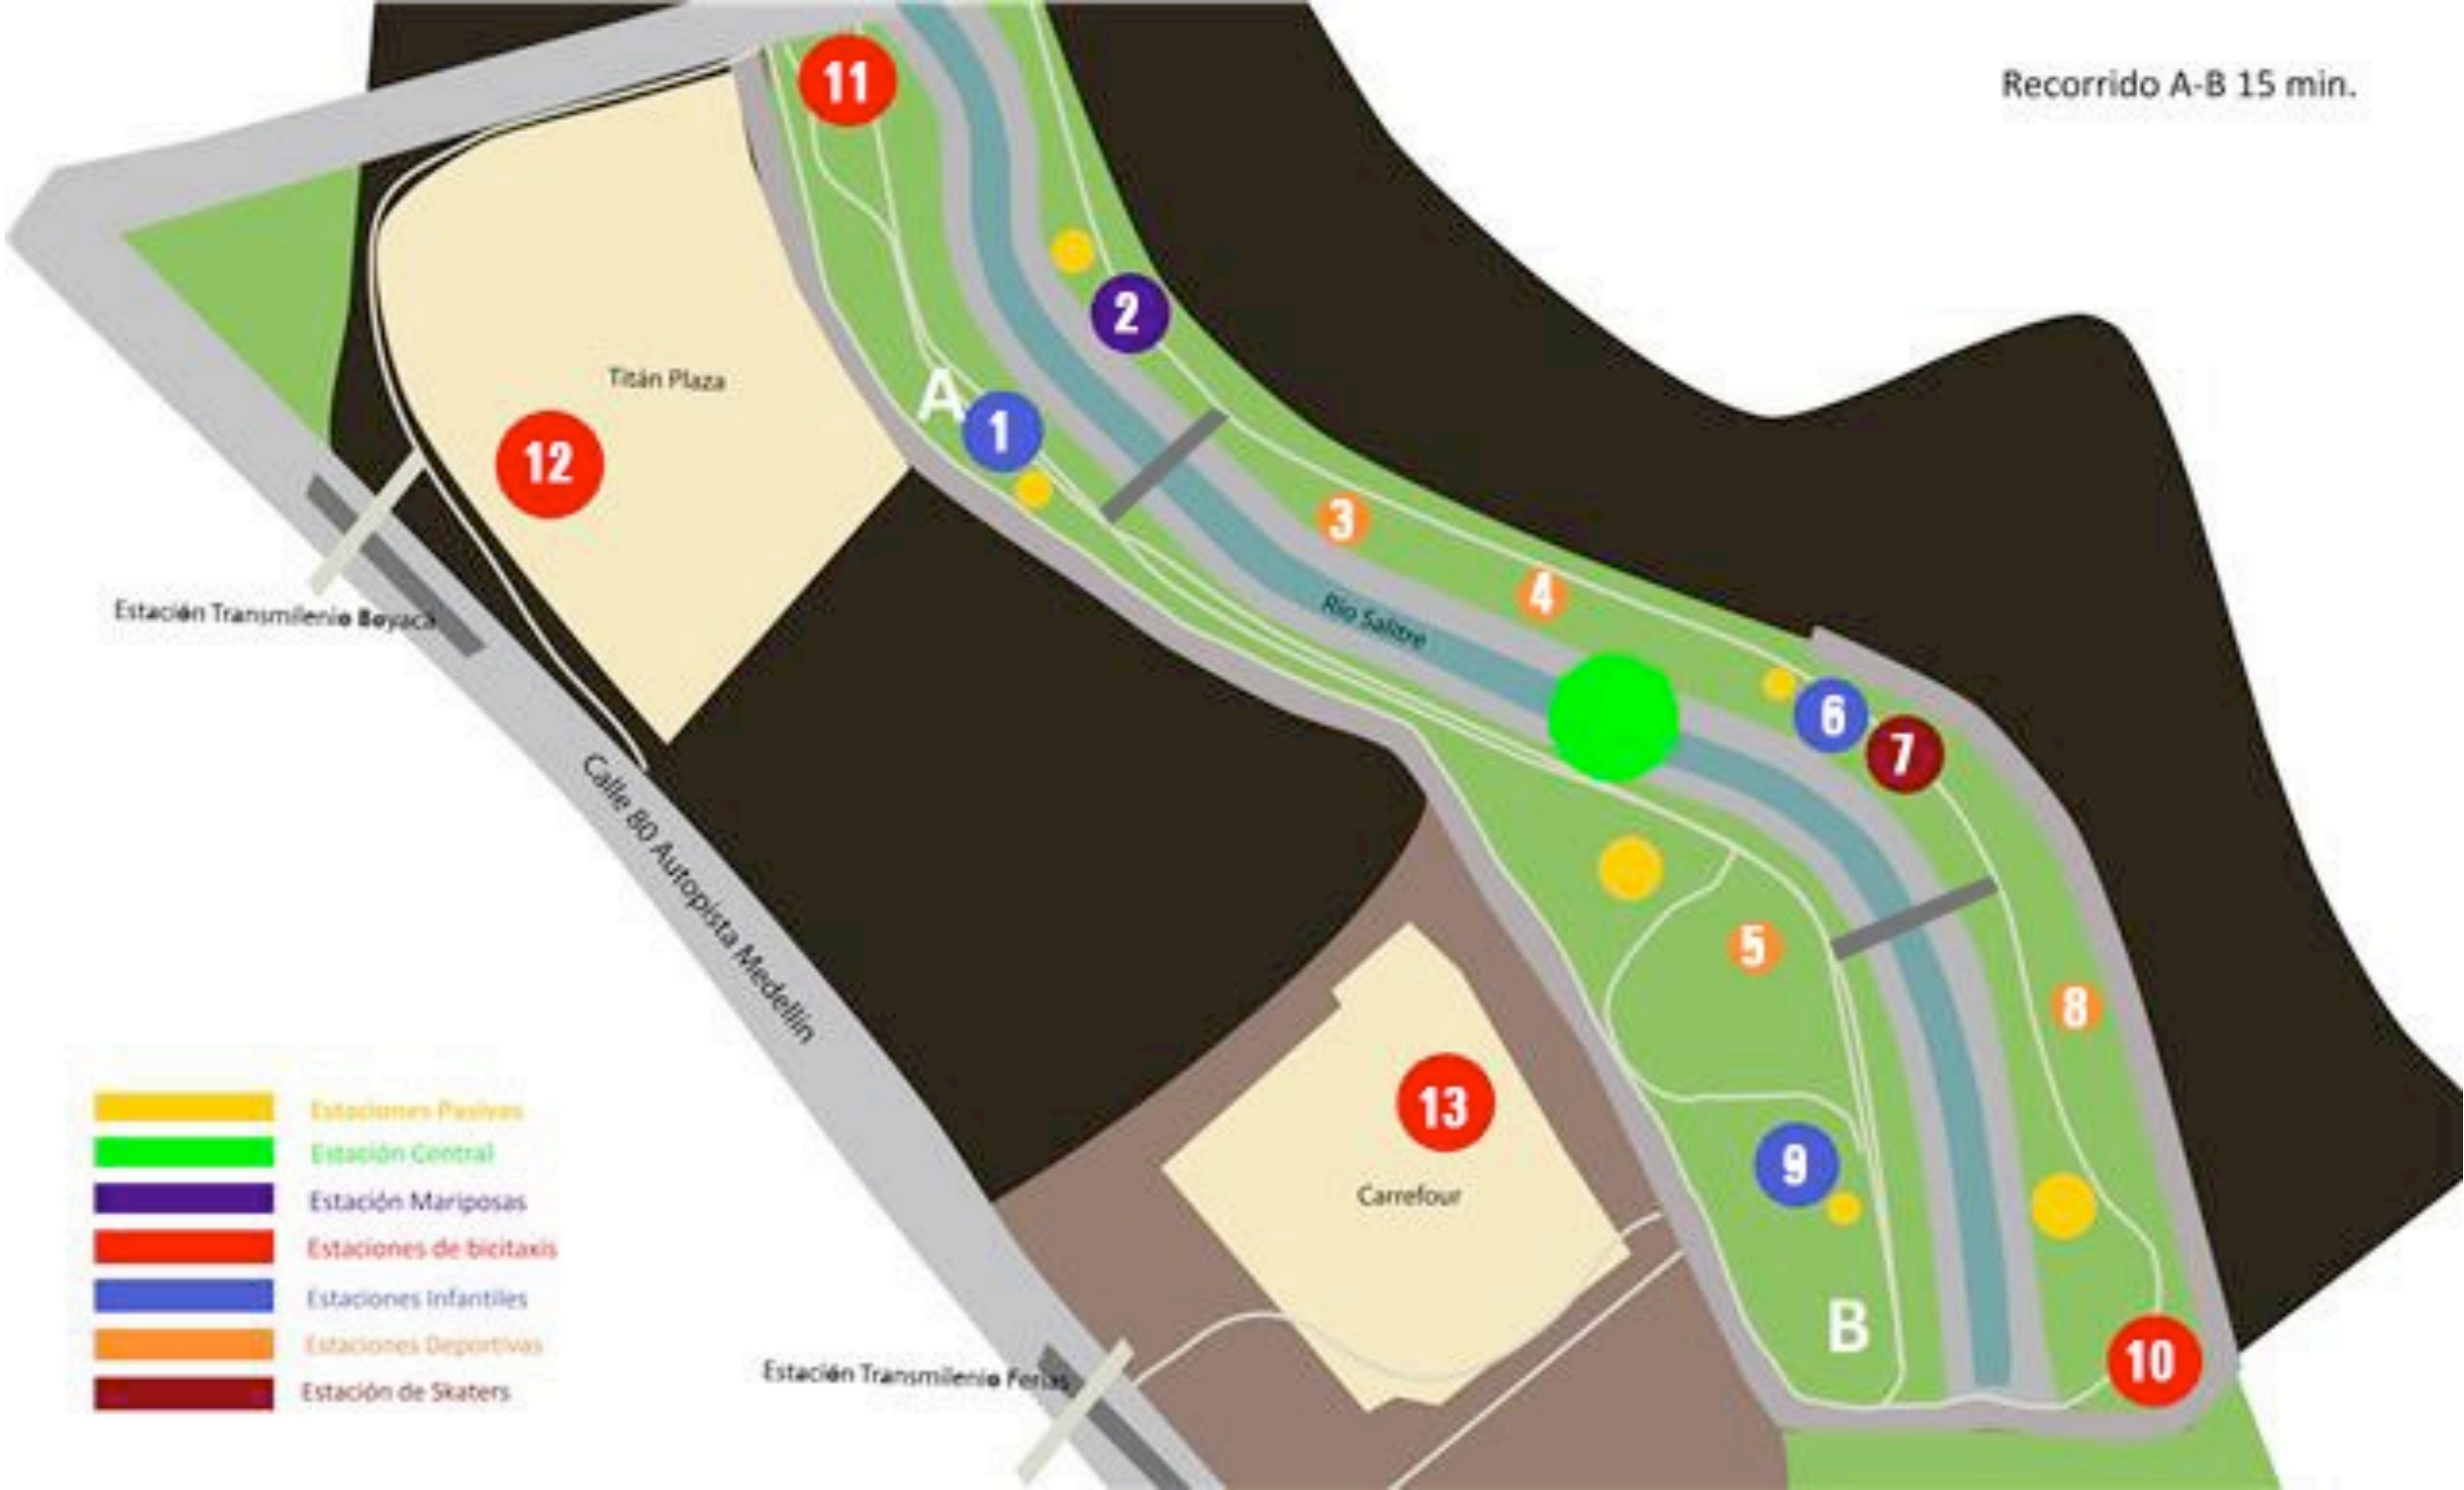 Recorrido A-B 15 min.
11
2
Titán Plaza
A
1
12
3
4
Estación Transmilenio Boyacá
Rio Salitre
6
7
Calle 80 Autopista Medellín
5
8
13
9
Carrefour
B
10
Estación Transmilenio Ferias
Estaciones Pasivas
Estación Central
Estación Mariposas
Estaciones de bicitaxis
Estaciones Infantiles
Estaciones Deportivas
Estación de Skaters